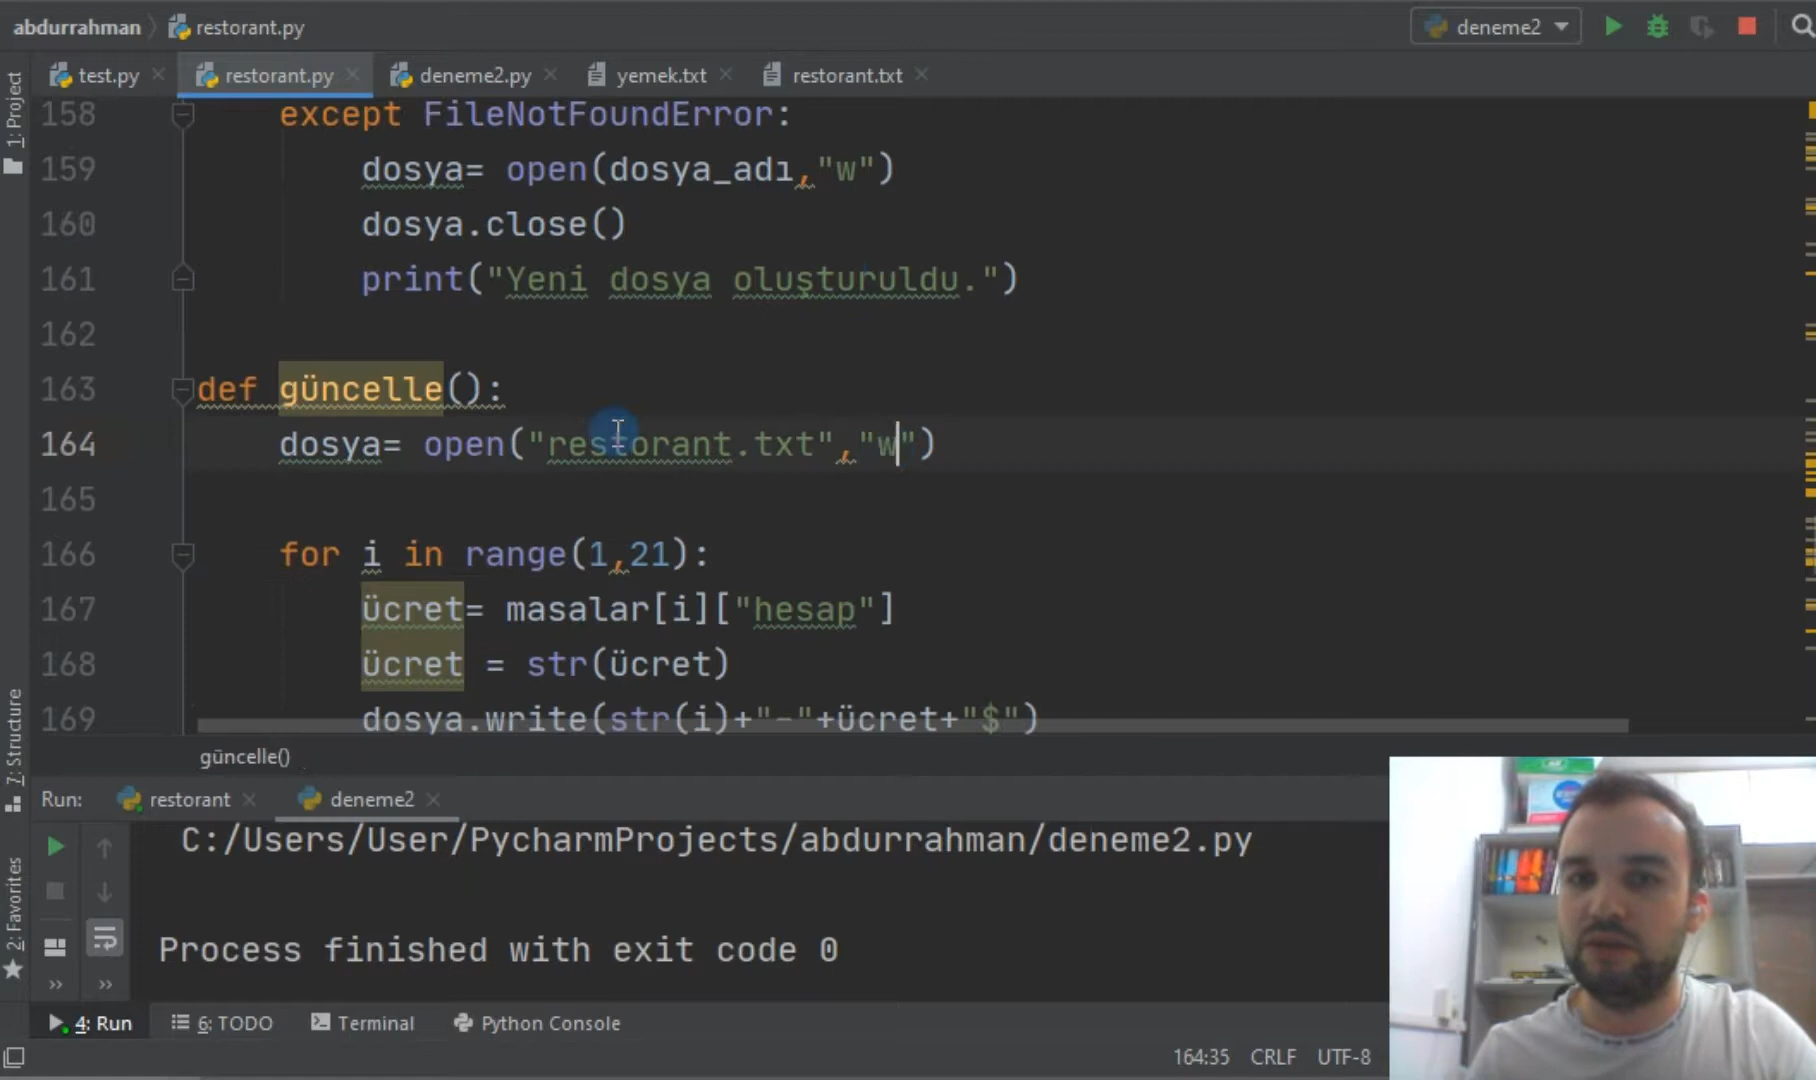 abdurrahman restorant.py deneme2
test.py restorant.py deneme2.py yemek.txt restorant.txt
1: Project
158 except FileNotFoundError:
159 dosya= open(dosya_adı,"w")
160 dosya.close()
161 print("Yeni dosya oluşturuldu.")
162
163 def güncelle():
164 dosya= open("restorant.txt","w")
165
166 for i in range(1,21):
167 ücret= masalar[i]["hesap"]
168 ücret = str(ücret)
169 dosya.write(str(i)+"-"+ücret+"$")
7: Structure
güncelle()
Run: restorant deneme2
C:/Users/User/PycharmProjects/abdurrahman/deneme2.py
2: Favorites
Process finished with exit code 0
4: Run 6: TODO Terminal Python Console
164:35 CRLF UTF-8